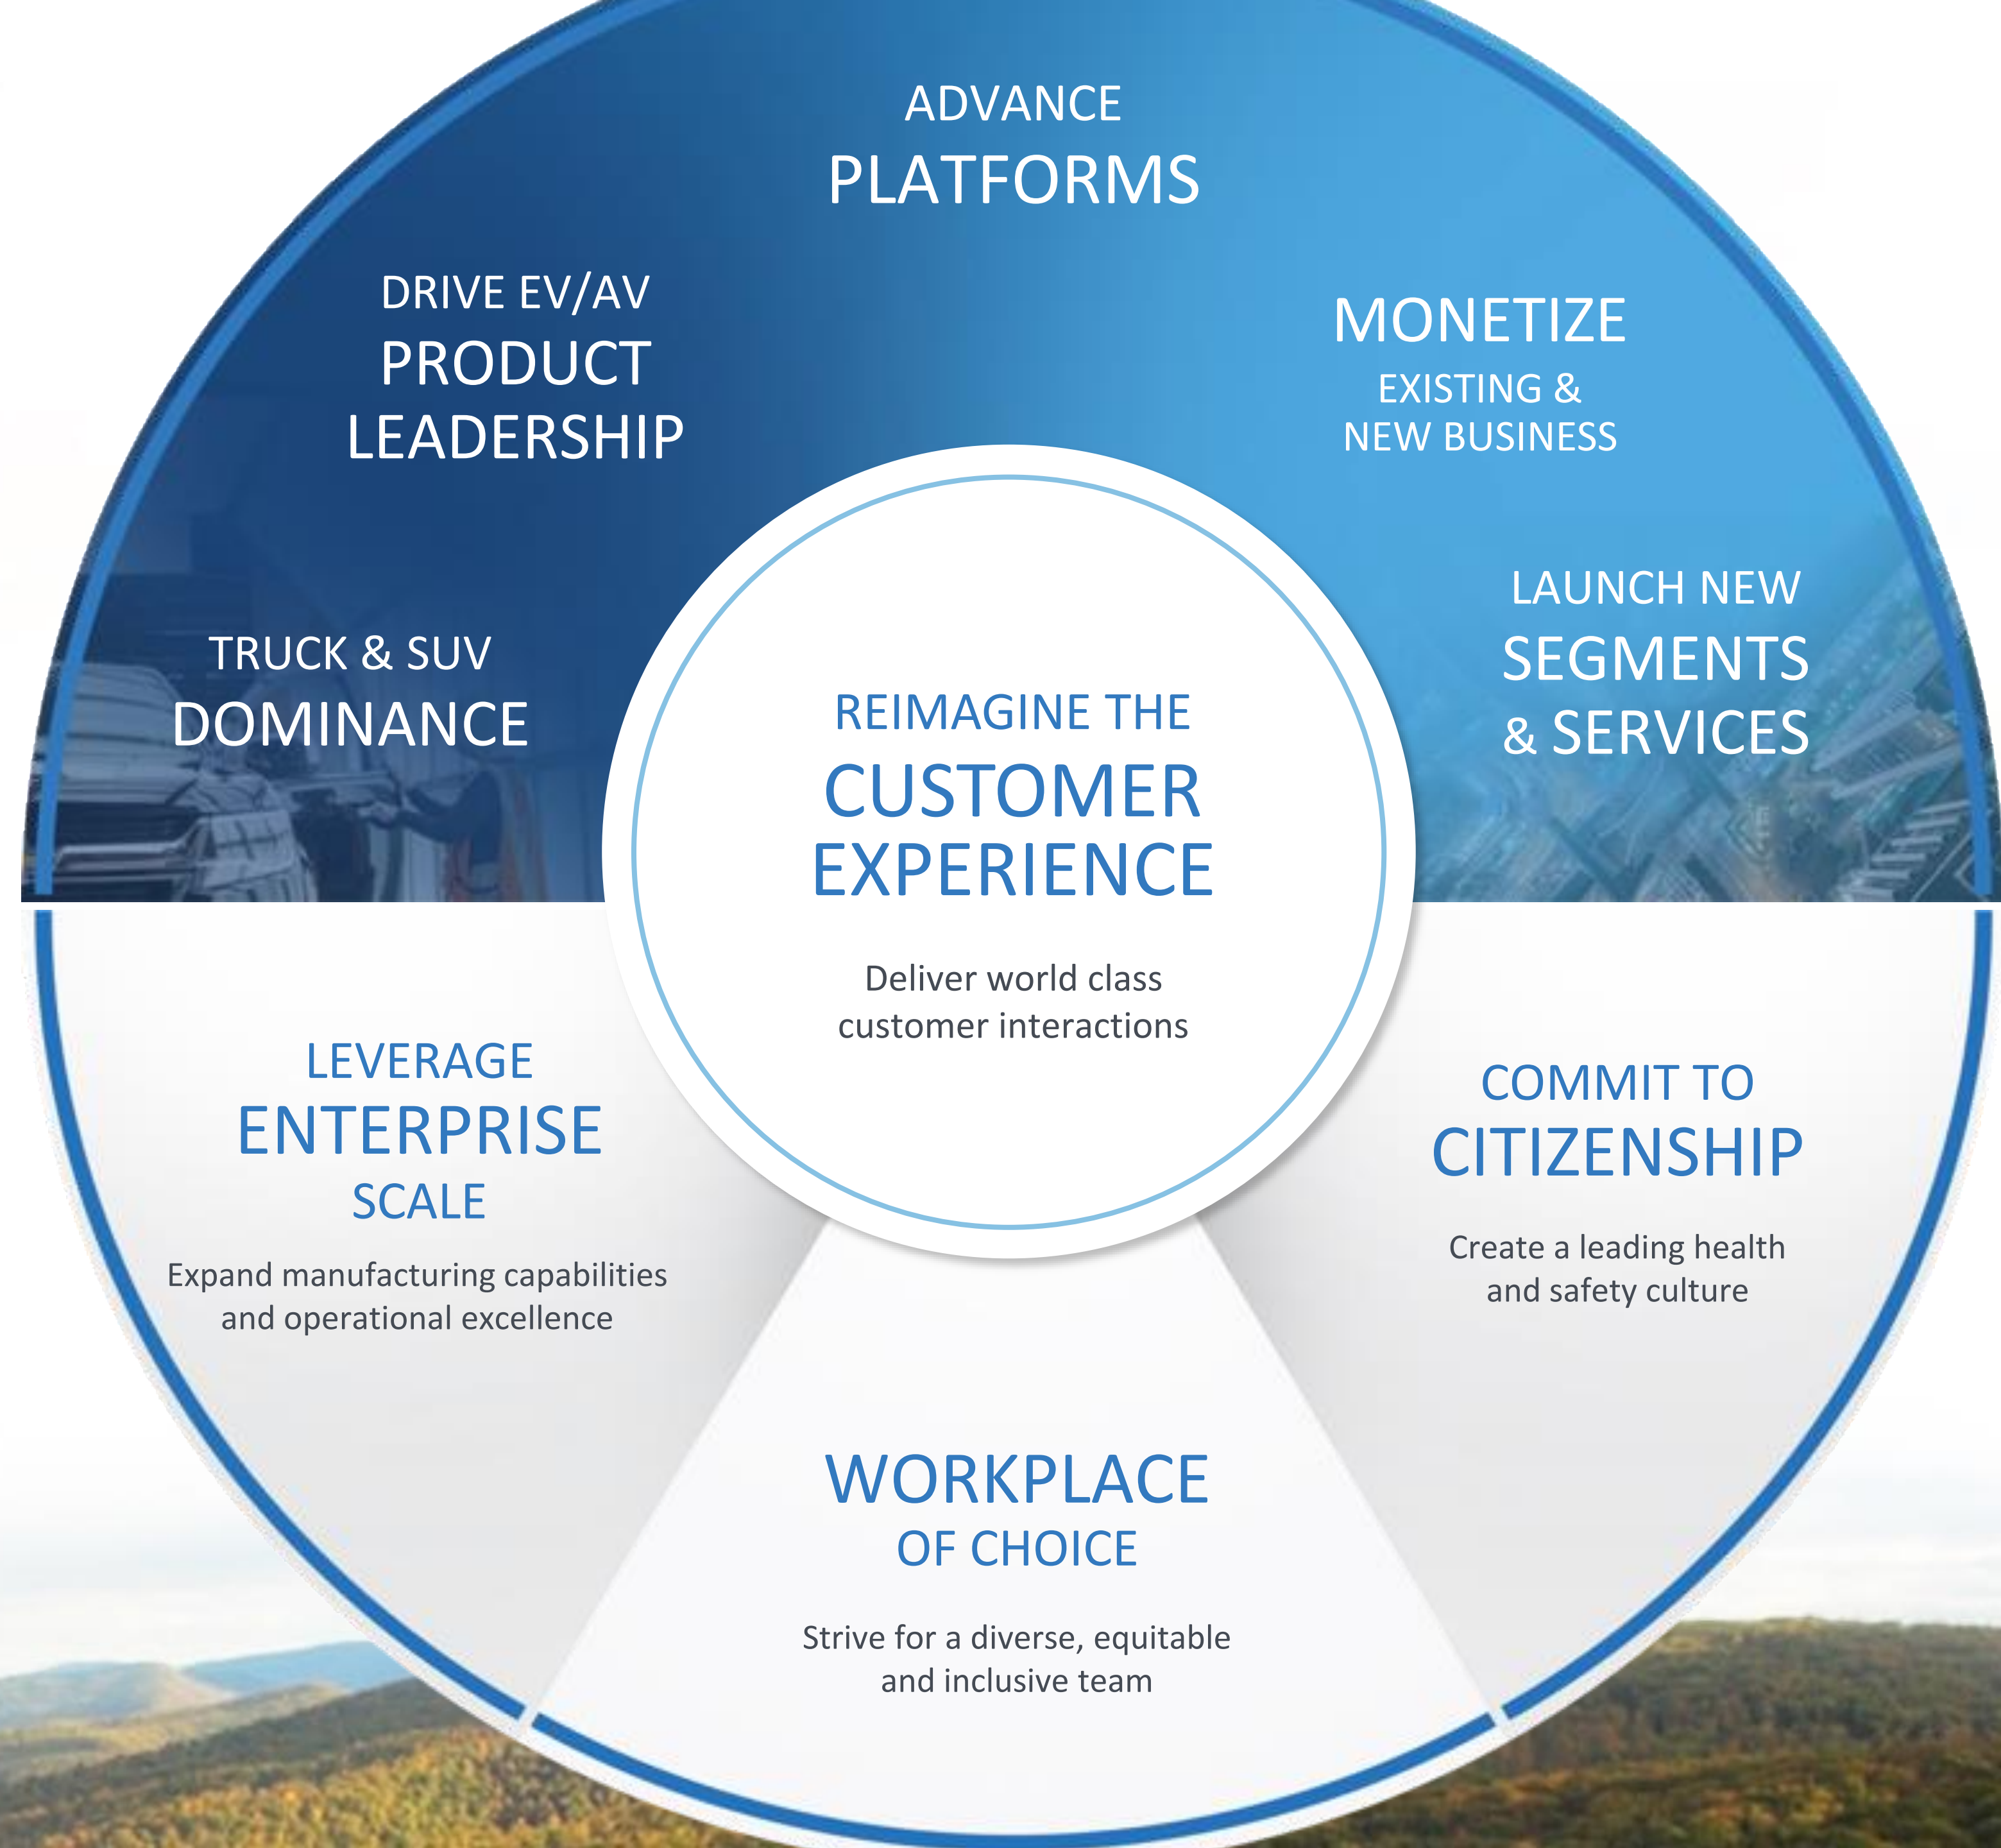 ADVANCE
PLATFORMS
DRIVE EV/AV
PRODUCT
LEADERSHIP
MONETIZE
EXISTING &
NEW BUSINESS
TRUCK & SUV
DOMINANCE
LAUNCH NEW
SEGMENTS
& SERVICES
REIMAGINE THE
CUSTOMER
EXPERIENCE
Deliver world class
customer interactions
LEVERAGE
ENTERPRISE
SCALE
Expand manufacturing capabilities
and operational excellence
COMMIT TO
CITIZENSHIP
Create a leading health
and safety culture
WORKPLACE
OF CHOICE
Strive for a diverse, equitable
and inclusive team